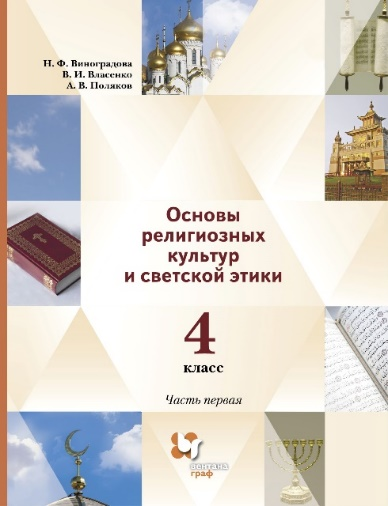 Н. Ф. Виноградова
В. И. Власенко
А. В. Поляков
Основы
религиозных
культур
и светской этики
4
класс
Часть первая
вентана
граф